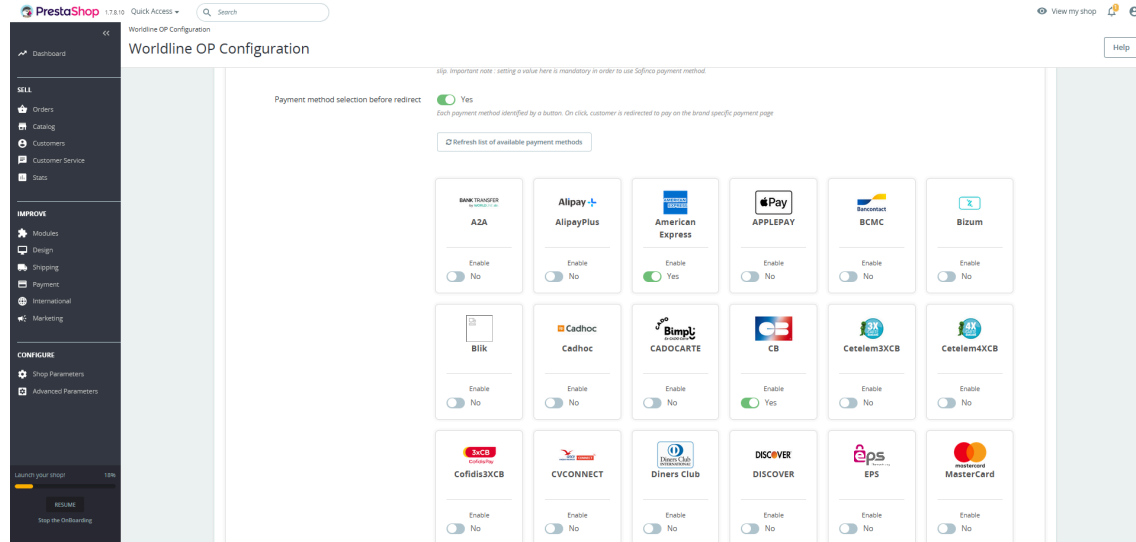 PrestaShop 1.7.8.10 Quick Access Search View my shop
Worldline OP Configuration
Worldline OP Configuration
Help
Dashboard
SELL
Orders
Catalog
Customers
Customer Service
Stats
IMPROVE
Modules
Design
Shipping
Payment
International
Marketing
CONFIGURE
Shop Parameters
Advanced Parameters
Launch your shop! 10%
RESUME
Stop the OnBoarding
slip. Important note : setting a value here is mandatory in order to use Sofinco payment method.
Payment method selection before redirect Yes
Each payment method identified by a button. On click, customer is redirected to pay on the brand specific payment page
Refresh list of available payment methods
BANK TRANSFER Alipay+ AMERICAN EXPRESS Pay Bancontact
A2A AlipayPlus American Express APPLEPAY BCMC Bizum
Enable Enable Enable Enable Enable Enable
No No Yes No No No
Cadhoc Bimpli CB 3X 4X
Blik Cadhoc CADOCARTE CB Cetelem3XCB Cetelem4XCB
Enable Enable Enable Enable Enable Enable
No No No Yes No No
3xCB CofidisPay Diners Club INTERNATIONAL DISCOVER eps mastercard
Cofidis3XCB CVCONNECT Diners Club DISCOVER EPS MasterCard
Enable Enable Enable Enable Enable Enable
No No No No No No